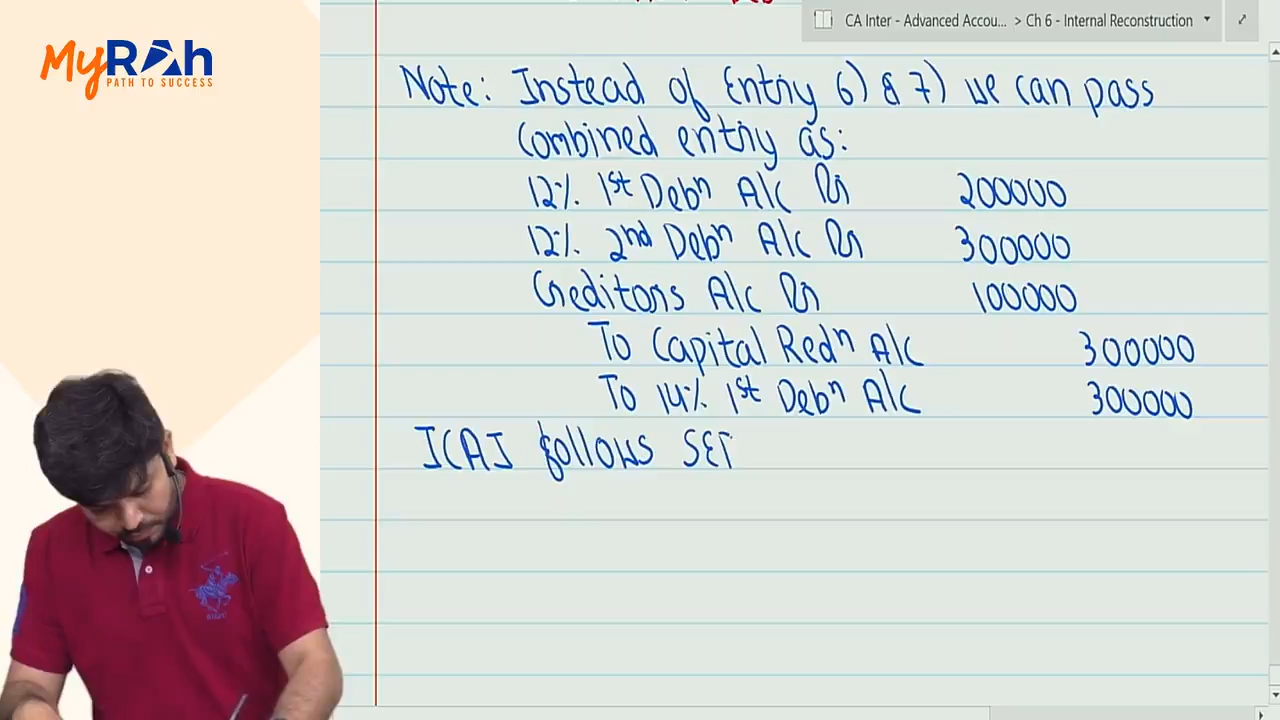 MyRAh
PATH TO SUCCESS
CA Inter - Advanced Accou... > Ch 6 - Internal Reconstruction
Note: Instead of Entry 6) & 7) we can pass
Combined entry as:
12% 1st Debⁿ A/c Dr 200000
12% 2nd Debⁿ A/c Dr 300000
Creditors A/c Dr 100000
To Capital Redⁿ A/c 300000
To 14% 1st Debⁿ A/c 300000
ICAI follows SEP